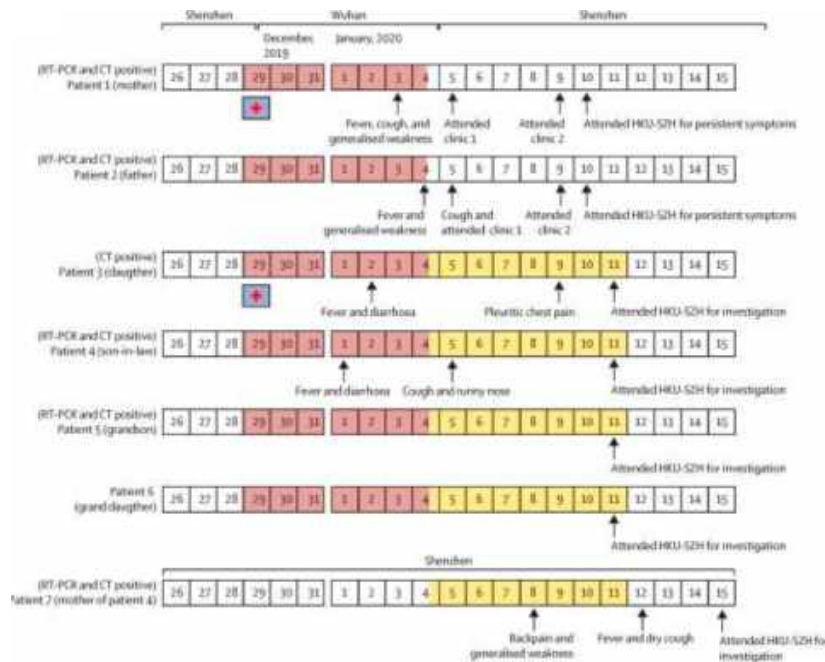 Shenzhen Wuhan Shenzhen
December 2019 January, 2020
(RT-PCR and CT positive)
Patient 1 (mother)
26 27 28 29 30 31 1 2 3 4 5 6 7 8 9 10 11 12 13 14 15
Fever, cough, and generalised weakness
Attended clinic 1
Attended clinic 2
Attended HKU-SZH for persistent symptoms
(RT-PCR and CT positive)
Patient 2 (father)
26 27 28 29 30 31 1 2 3 4 5 6 7 8 9 10 11 12 13 14 15
Fever and generalised weakness
Cough and attended clinic 1
Attended clinic 2
Attended HKU-SZH for persistent symptoms
(CT positive)
Patient 3 (daugther)
26 27 28 29 30 31 1 2 3 4 5 6 7 8 9 10 11 12 13 14 15
Fever and diarrhoea
Pleuritic chest pain
Attended HKU-SZH for investigation
(RT-PCR and CT positive)
Patient 4 (son-in-law)
26 27 28 29 30 31 1 2 3 4 5 6 7 8 9 10 11 12 13 14 15
Fever and diarrhoea
Cough and runny nose
Attended HKU-SZH for investigation
(RT-PCR and CT positive)
Patient 5 (grandson)
26 27 28 29 30 31 1 2 3 4 5 6 7 8 9 10 11 12 13 14 15
Attended HKU-SZH for investigation
Patient 6
(grand daugther)
26 27 28 29 30 31 1 2 3 4 5 6 7 8 9 10 11 12 13 14 15
Attended HKU-SZH for investigation
Shenzhen
(RT-PCR and CT positive)
Patient 7 (mother of patient 4)
26 27 28 29 30 31 1 2 3 4 5 6 7 8 9 10 11 12 13 14 15
Backpain and generalised weakness
Fever and dry cough
Attended HKU-SZH for investigation